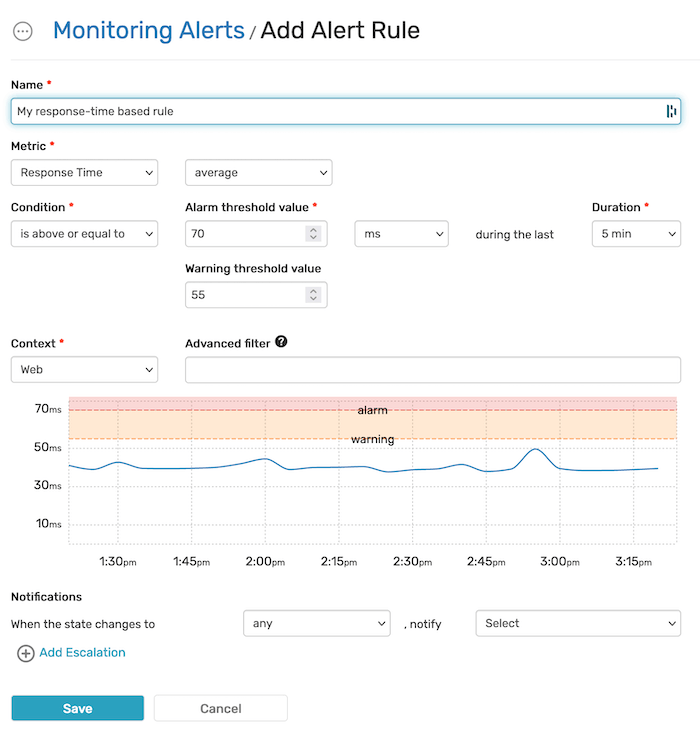 Monitoring Alerts / Add Alert Rule
Name *
My response-time based rule
Metric *
Response Time average
Condition * Alarm threshold value * Duration *
is above or equal to 70 ms during the last 5 min
Warning threshold value
55
Context * Advanced filter ?
Web
70ms alarm
warning
50ms
30ms
10ms
1:30pm 1:45pm 2:00pm 2:15pm 2:30pm 2:45pm 3:00pm 3:15pm
Notifications
When the state changes to any , notify Select
Add Escalation
Save Cancel